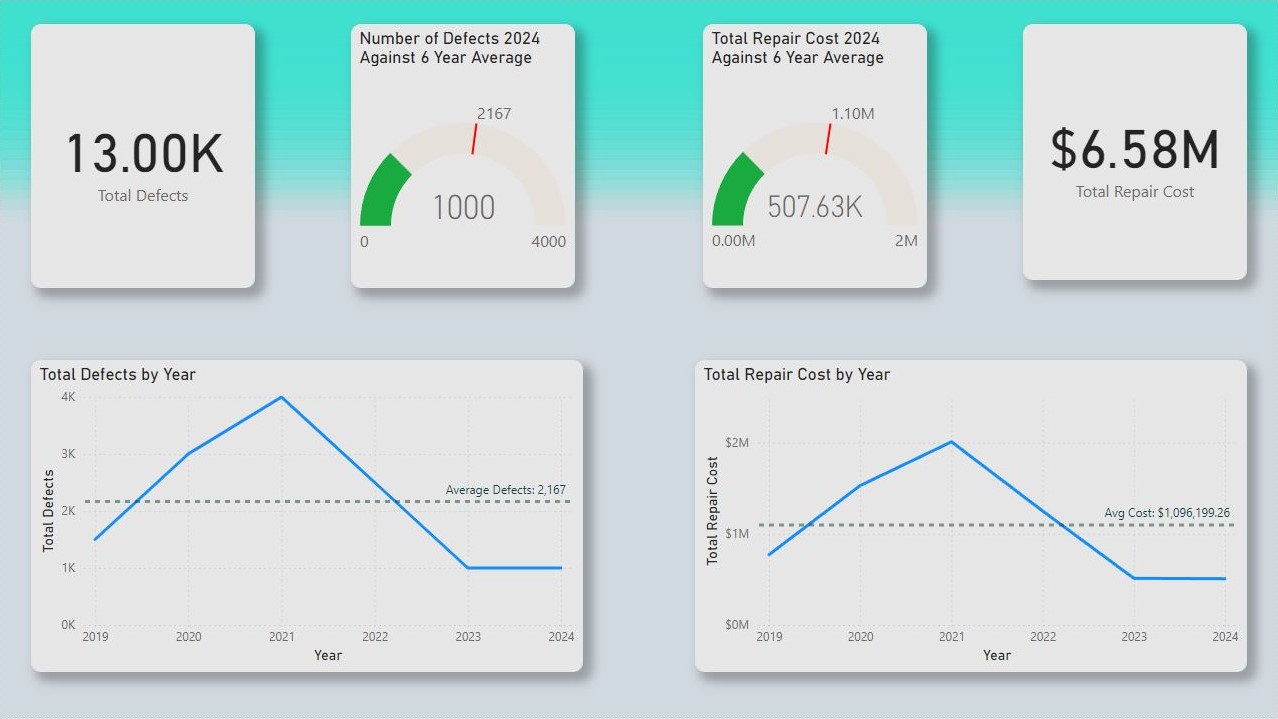 13.00K
Total Defects
Number of Defects 2024
Against 6 Year Average
2167
1000
0
4000
Total Repair Cost 2024
Against 6 Year Average
1.10M
507.63K
0.00M
2M
$6.58M
Total Repair Cost
Total Defects by Year
4K
3K
2K
1K
0K
Total Defects
Average Defects: 2,167
2019
2020
2021
2022
2023
2024
Year
Total Repair Cost by Year
$2M
$1M
$0M
Total Repair Cost
Avg Cost: $1,096,199.26
2019
2020
2021
2022
2023
2024
Year